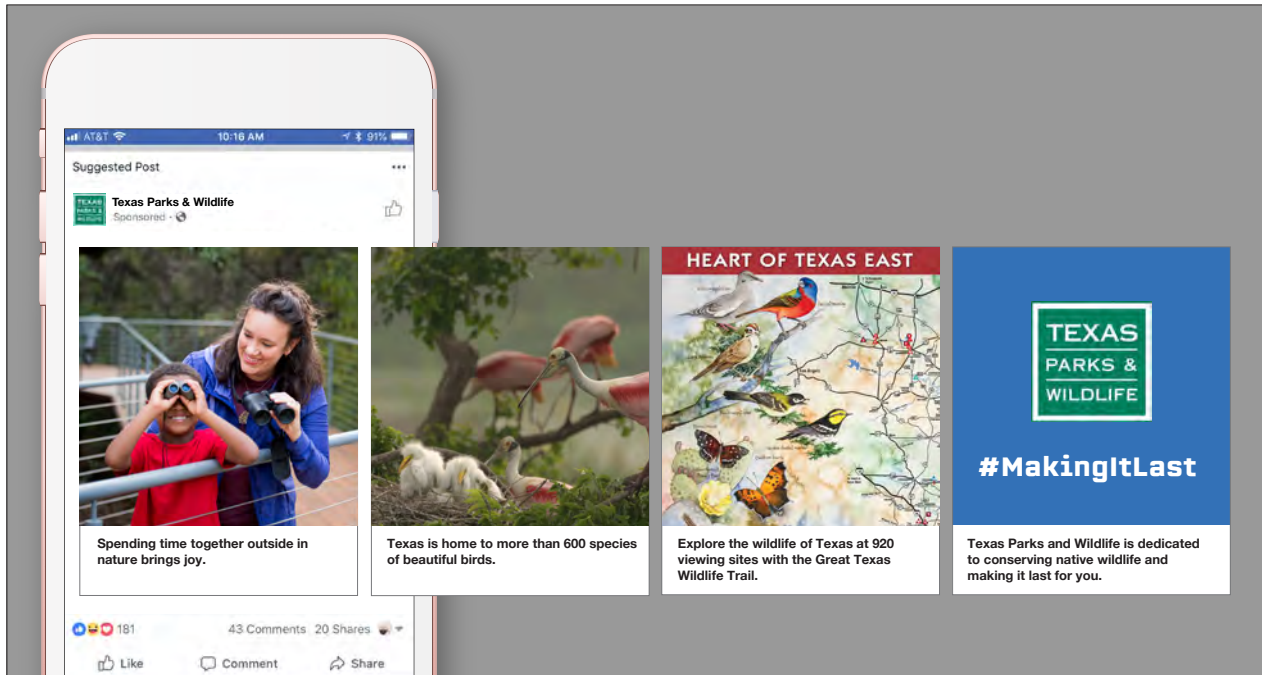 AT&T
10:16 AM
91%
Suggested Post
TEXAS
PARKS &
WILDLIFE
Texas Parks & Wildlife
Sponsored -
HEART OF TEXAS EAST
TEXAS
PARKS &
WILDLIFE
#MakingItLast
Spending time together outside in
nature brings joy.
Texas is home to more than 600 species
of beautiful birds.
Explore the wildlife of Texas at 920
viewing sites with the Great Texas
Wildlife Trail.
Texas Parks and Wildlife is dedicated
to conserving native wildlife and
making it last for you.
181
43 Comments 20 Shares
Like
Comment
Share